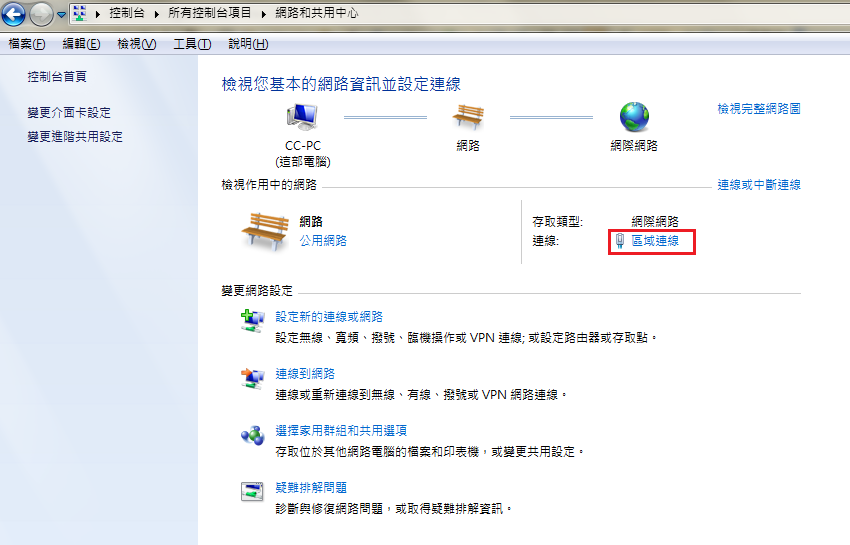 控制台 ▸ 所有控制台項目 ▸ 網路和共用中心
檔案(F) 編輯(E) 檢視(V) 工具(T) 說明(H)
控制台首頁
變更介面卡設定
變更進階共用設定
檢視您基本的網路資訊並設定連線
檢視完整網路圖
CC-PC
(這部電腦)
網路
網際網路
檢視作用中的網路
連線或中斷連線
網路
公用網路
存取類型: 網際網路
連線: 區域連線
變更網路設定
設定新的連線或網路
設定無線、寬頻、撥號、臨機操作或 VPN 連線; 或設定路由器或存取點。
連線到網路
連線或重新連線到無線、有線、撥號或 VPN 網路連線。
選擇家用群組和共用選項
存取位於其他網路電腦的檔案和印表機，或變更共用設定。
疑難排解問題
診斷與修復網路問題，或取得疑難排解資訊。